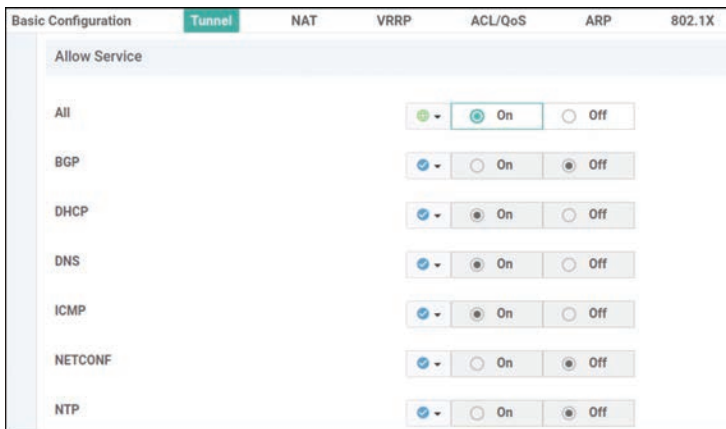 Basic Configuration Tunnel NAT VRRP ACL/QoS ARP 802.1X
Allow Service
All On Off
BGP On Off
DHCP On Off
DNS On Off
ICMP On Off
NETCONF On Off
NTP On Off